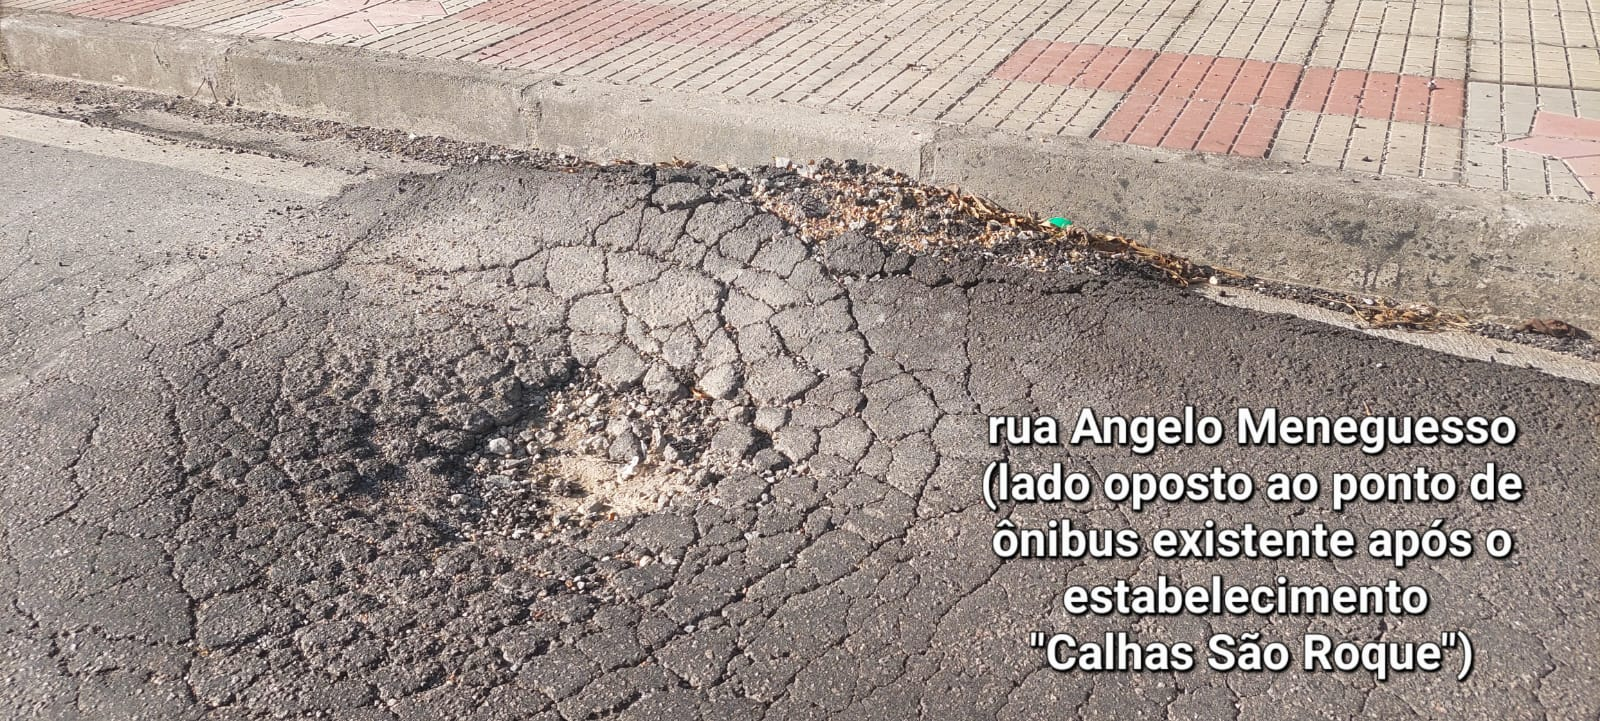 rua Angelo Meneguesso
(lado oposto ao ponto de
ônibus existente após o
estabelecimento
"Calhas São Roque")